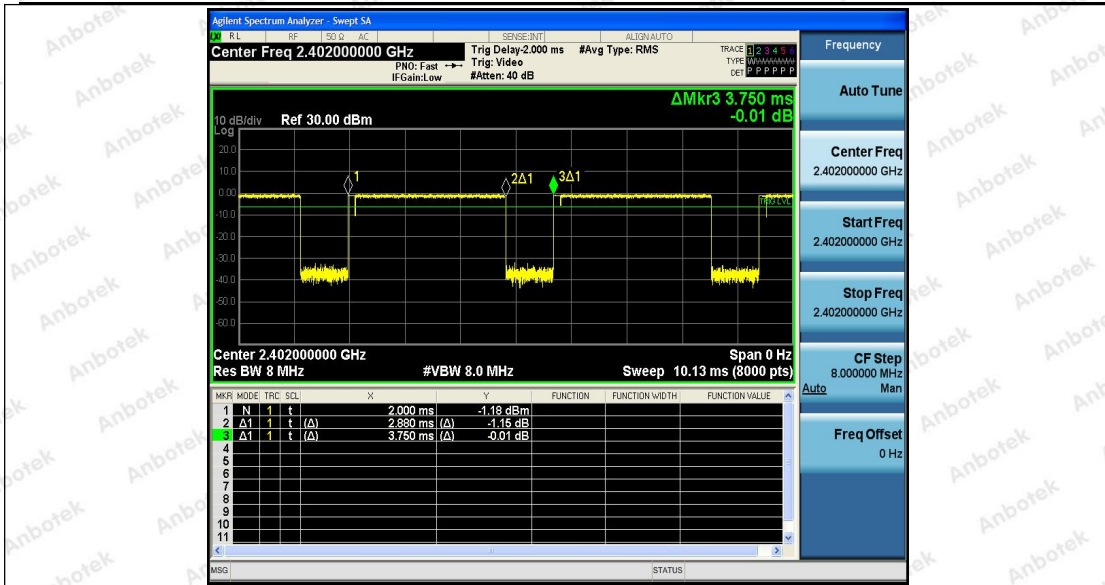 Agilent Spectrum Analyzer - Swept SA
LXI RL RF 50 Ω AC SENSE:INT ALIGNAUTO
Center Freq 2.402000000 GHz
PNO: Fast
IFGain:Low
Trig Delay-2.000 ms
Trig: Video
#Atten: 40 dB
#Avg Type: RMS
TRACE 1 2 3 4 5 6
TYPE WWWWWW
DET P P P P P P
ΔMkr3 3.750 ms
-0.01 dB
10 dB/div Ref 30.00 dBm
Log
20.0
10.0
0.00
-10.0
-20.0
-30.0
-40.0
-50.0
-60.0
1
2Δ1
3Δ1
TRIG LVL
Center 2.402000000 GHz Span 0 Hz
Res BW 8 MHz #VBW 8.0 MHz Sweep 10.13 ms (8000 pts)
MKR MODE TRC SCL X Y FUNCTION FUNCTION WIDTH FUNCTION VALUE
1 N 1 t 2.000 ms -1.18 dBm
2 Δ1 1 t (Δ) 2.880 ms (Δ) -1.15 dB
3 Δ1 1 t (Δ) 3.750 ms (Δ) -0.01 dB
4
5
6
7
8
9
10
11
MSG STATUS
Frequency
Auto Tune
Center Freq
2.402000000 GHz
Start Freq
2.402000000 GHz
Stop Freq
2.402000000 GHz
CF Step
8.000000 MHz
Auto Man
Freq Offset
0 Hz
Anbotek